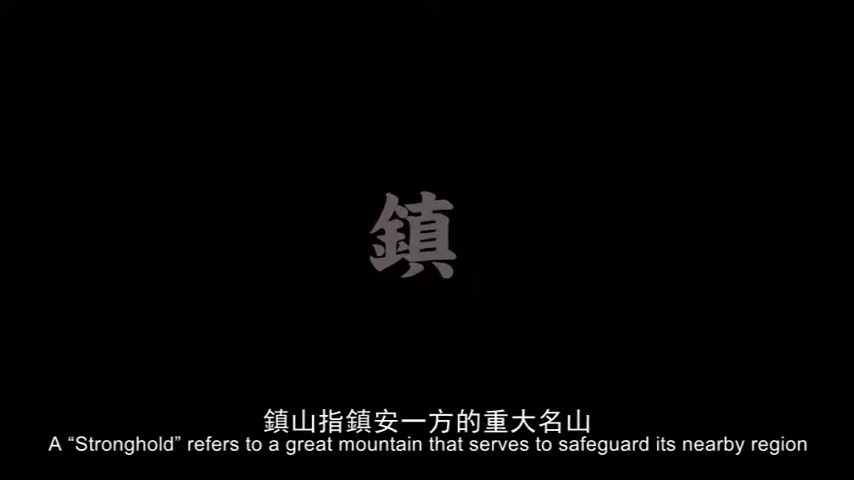 鎮
鎮山指鎮安一方的重大名山
A “Stronghold” refers to a great mountain that serves to safeguard its nearby region